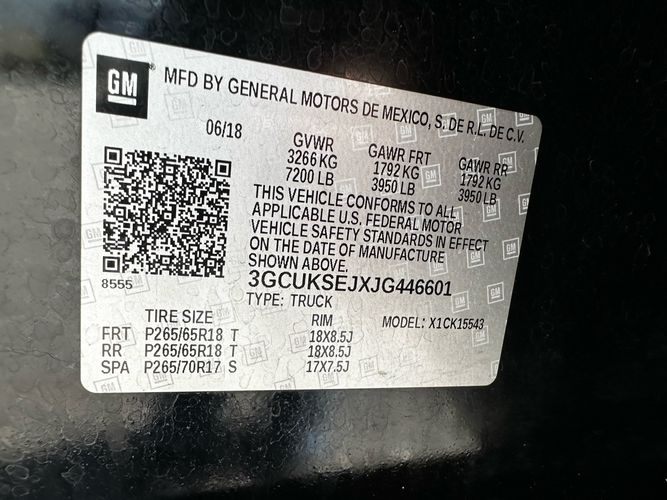 GM® MFD BY GENERAL MOTORS DE MEXICO, S. DE R.L. DE C.V.
06/18
GVWR GAWR FRT GAWR RR
3266 KG 1792 KG 1792 KG
7200 LB 3950 LB 3950 LB
THIS VEHICLE CONFORMS TO ALL
APPLICABLE U.S. FEDERAL MOTOR
VEHICLE SAFETY STANDARDS IN EFFECT
ON THE DATE OF MANUFACTURE
SHOWN ABOVE.
8555
3GCUKSEJXJG446601
TYPE: TRUCK
TIRE SIZE RIM MODEL: X1CK15543
FRT P265/65R18 T 18X8.5J
RR P265/65R18 T 18X8.5J
SPA P265/70R17 S 17X7.5J